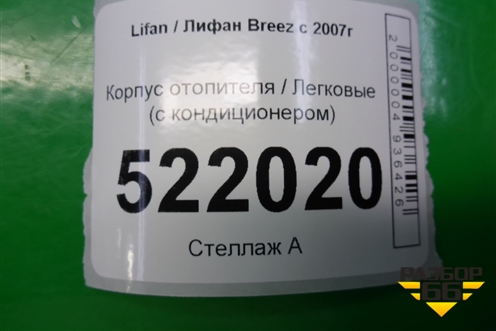 Lifan / Лифан Breez с 2007г
Корпус отопителя / Легковые
(с кондиционером)
522020
Стеллаж А
2000004936426
РАЗБОР
66